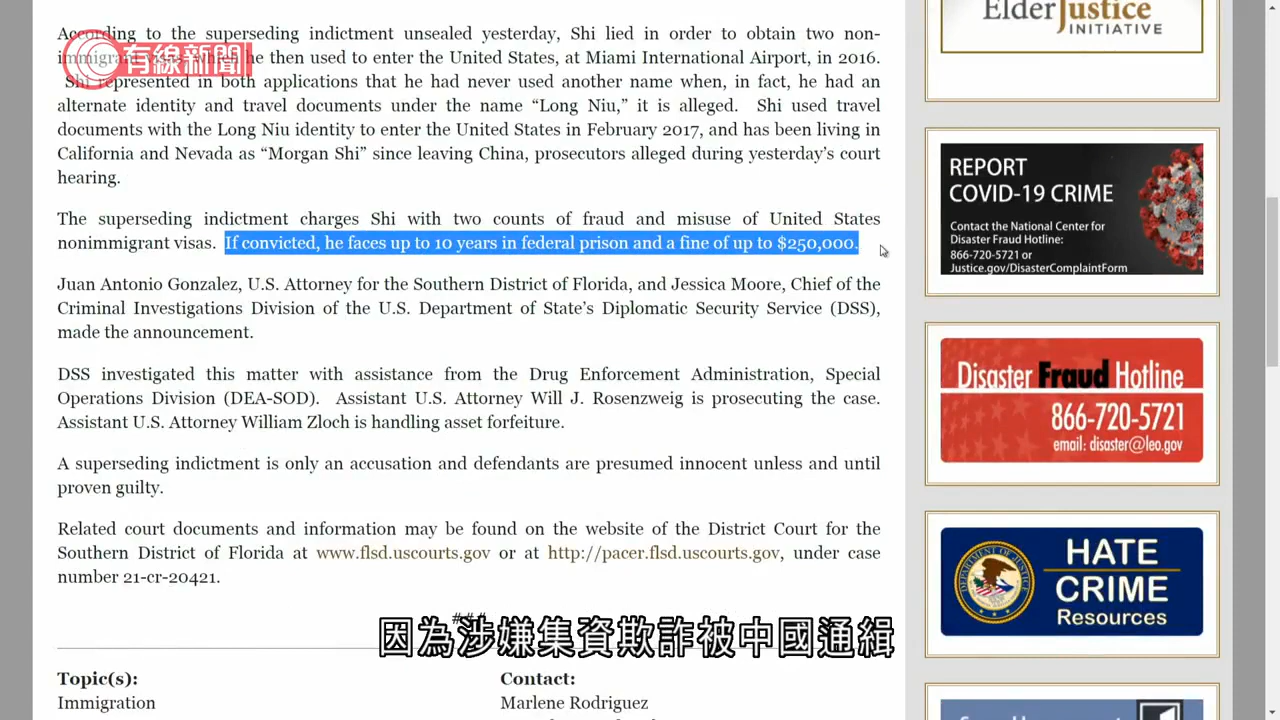 According to the superseding indictment unsealed yesterday, Shi lied in order to obtain two non-
有線新聞
he then used to enter the United States, at Miami International Airport, in 2016.
Shi represented in both applications that he had never used another name when, in fact, he had an
alternate identity and travel documents under the name “Long Niu,” it is alleged. Shi used travel
documents with the Long Niu identity to enter the United States in February 2017, and has been living in
California and Nevada as “Morgan Shi” since leaving China, prosecutors alleged during yesterday’s court
hearing.
The superseding indictment charges Shi with two counts of fraud and misuse of United States
nonimmigrant visas. If convicted, he faces up to 10 years in federal prison and a fine of up to $250,000.
Juan Antonio Gonzalez, U.S. Attorney for the Southern District of Florida, and Jessica Moore, Chief of the
Criminal Investigations Division of the U.S. Department of State’s Diplomatic Security Service (DSS),
made the announcement.
DSS investigated this matter with assistance from the Drug Enforcement Administration, Special
Operations Division (DEA-SOD). Assistant U.S. Attorney Will J. Rosenzweig is prosecuting the case.
Assistant U.S. Attorney William Zloch is handling asset forfeiture.
A superseding indictment is only an accusation and defendants are presumed innocent unless and until
proven guilty.
Related court documents and information may be found on the website of the District Court for the
Southern District of Florida at www.flsd.uscourts.gov or at http://pacer.flsd.uscourts.gov, under case
number 21-cr-20421.
因為涉嫌集資欺詐被中國通緝
Topic(s):
Immigration
Contact:
Marlene Rodriguez
Elder Justice
INITIATIVE
REPORT
COVID-19 CRIME
Contact the National Center for
Disaster Fraud Hotline:
866-720-5721 or
Justice.gov/DisasterComplaintForm
Disaster Fraud Hotline
866-720-5721
email: disaster@leo.gov
HATE
CRIME
Resources